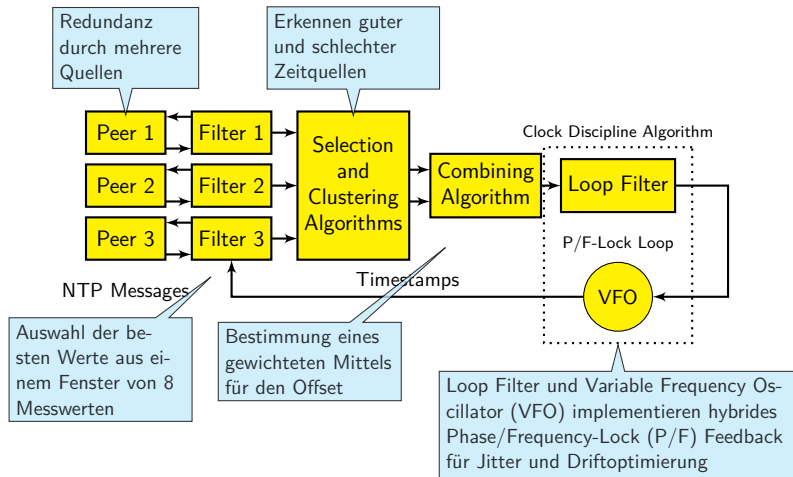 Redundanz
durch mehrere
Quellen
Erkennen guter
und schlechter
Zeitquellen
Peer 1
Filter 1
Peer 2
Filter 2
Peer 3
Filter 3
Selection
and
Clustering
Algorithms
Combining
Algorithm
Clock Discipline Algorithm
Loop Filter
P/F-Lock Loop
VFO
Timestamps
NTP Messages
Auswahl der be-
sten Werte aus ei-
nem Fenster von 8
Messwerten
Bestimmung eines
gewichteten Mittels
für den Offset
Loop Filter und Variable Frequency Os-
cillator (VFO) implementieren hybrides
Phase/Frequency-Lock (P/F) Feedback
für Jitter und Driftoptimierung